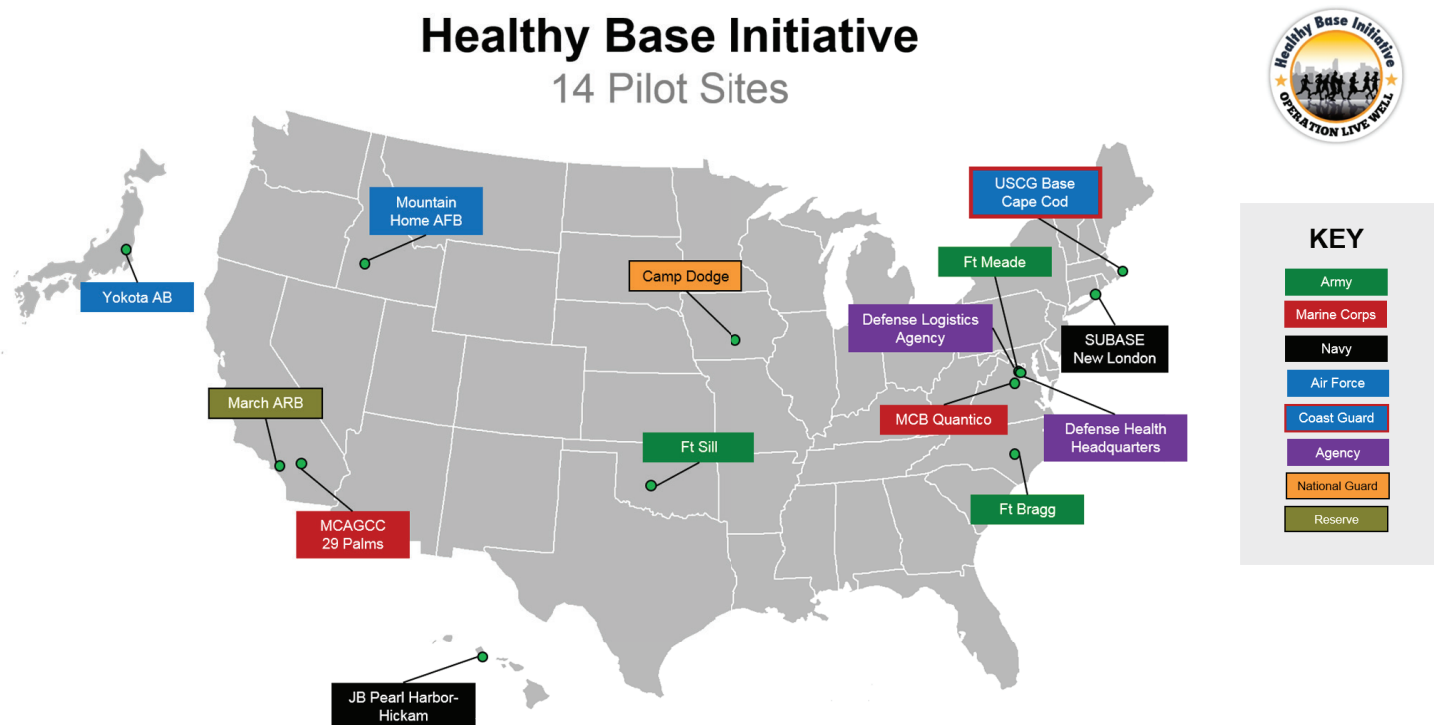 Healthy Base Initiative
14 Pilot Sites
Healthy Base Initiative
OPERATION LIVE WELL
USCG Base
Cape Cod
Mountain
Home AFB
Ft Meade
Camp Dodge
Yokota AB
Defense Logistics
Agency
SUBASE
New London
March ARB
MCB Quantico
Defense Health
Headquarters
Ft Sill
Ft Bragg
MCAGCC
29 Palms
JB Pearl Harbor-
Hickam
KEY
Army
Marine Corps
Navy
Air Force
Coast Guard
Agency
National Guard
Reserve